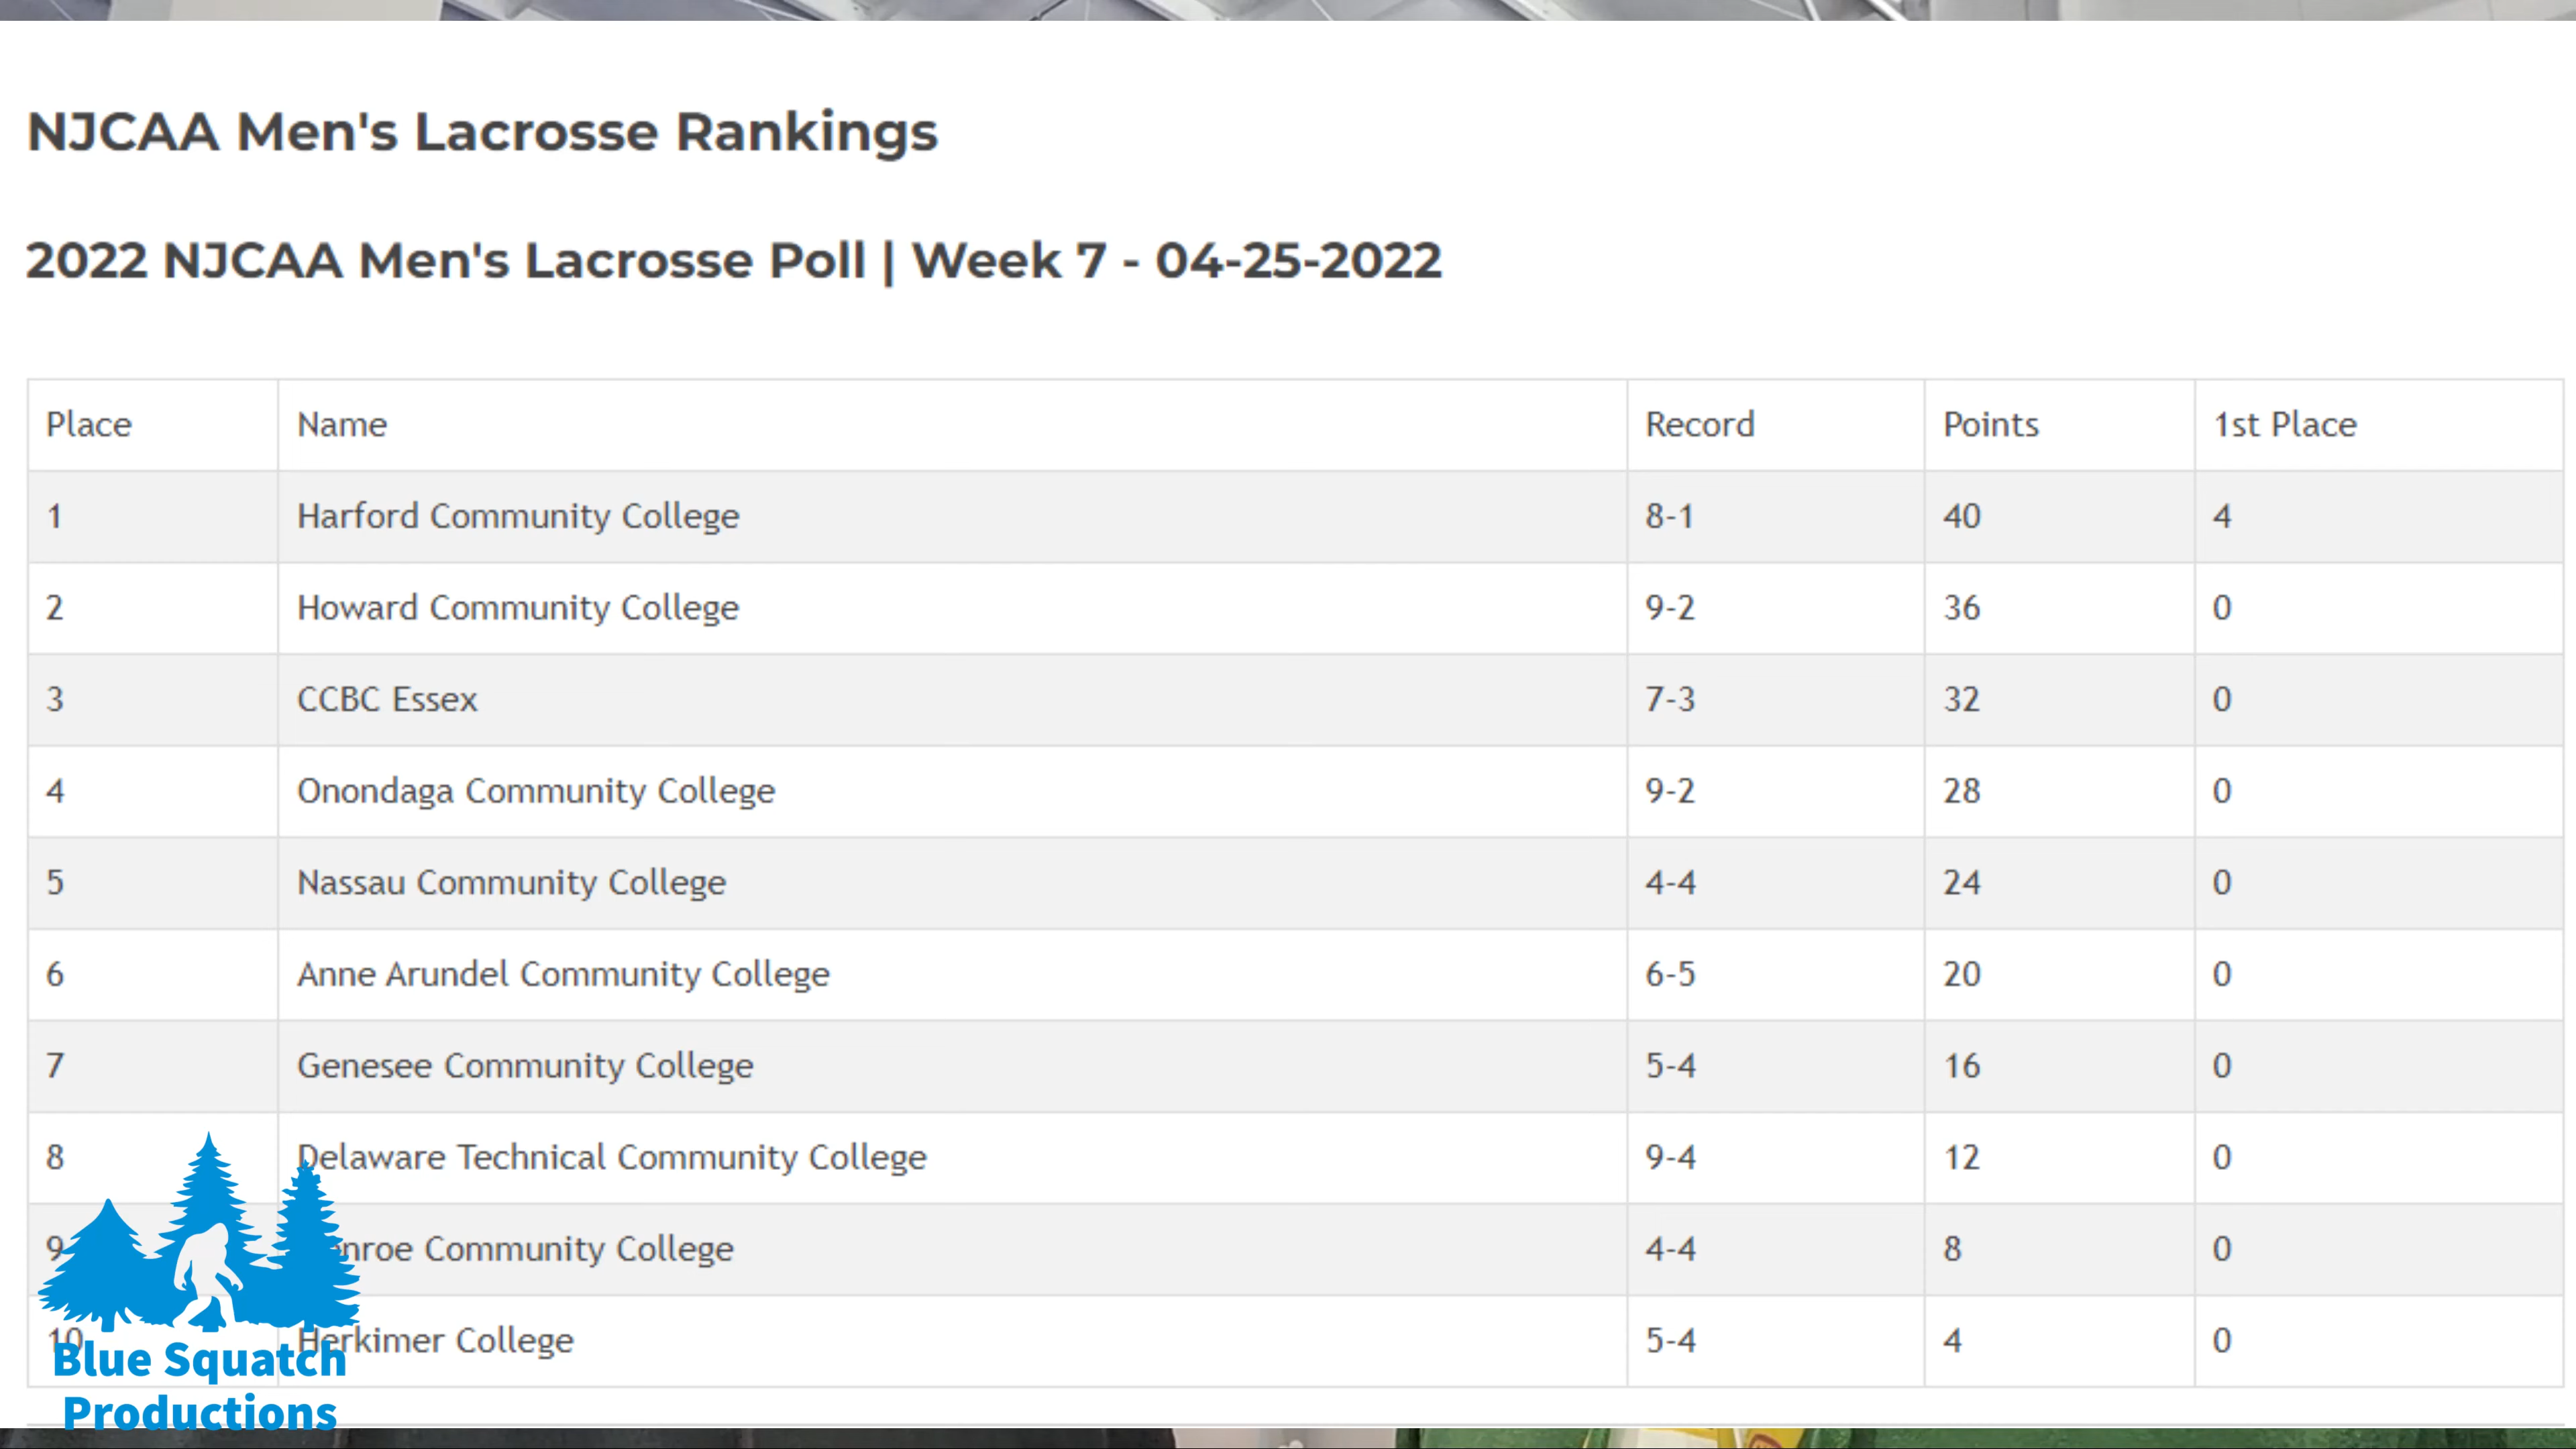 NJCAA Men's Lacrosse Rankings
2022 NJCAA Men's Lacrosse Poll | Week 7 - 04-25-2022
Place Name Record Points 1st Place
1 Harford Community College 8-1 40 4
2 Howard Community College 9-2 36 0
3 CCBC Essex 7-3 32 0
4 Onondaga Community College 9-2 28 0
5 Nassau Community College 4-4 24 0
6 Anne Arundel Community College 6-5 20 0
7 Genesee Community College 5-4 16 0
8 Delaware Technical Community College 9-4 12 0
9 Community College 4-4 8 0
10 Herkimer College 5-4 4 0
Blue Squatch
Productions